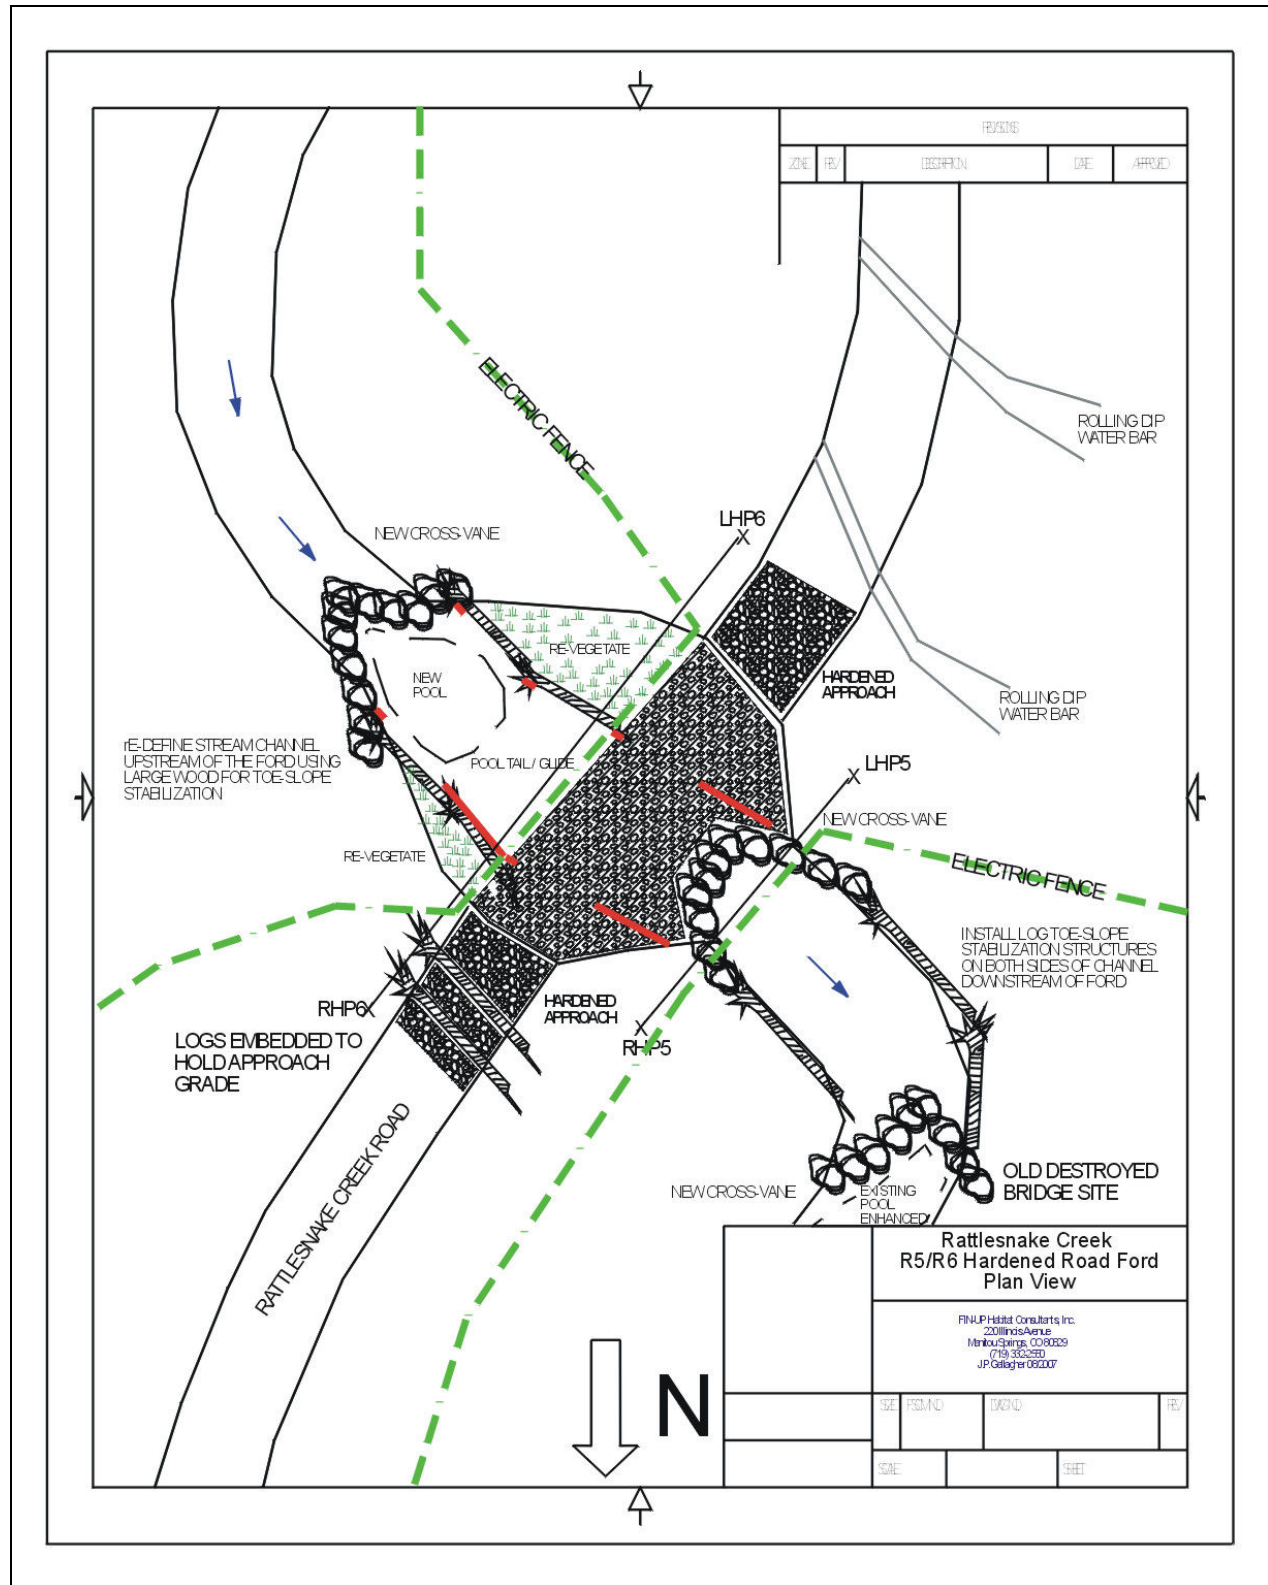 REVISIONS
ZONE REV DESCRIPTION DATE APPROVED
ELECTRIC FENCE
ROLLING DIP
WATER BAR
LHP6
NEW CROSS-VANE
RE-VEGETATE
NEW
POOL
HARDENED
APPROACH
ROLLING DIP
WATER BAR
rE-DEFINE STREAM CHANNEL
UPSTREAM OF THE FORD USING
LARGE WOOD FOR TOE-SLOPE
STABILIZATION
POOL TAIL / GLIDE
LHP5
NEW CROSS-VANE
RE-VEGETATE
ELECTRIC FENCE
INSTALL LOG TOE-SLOPE
STABILIZATION STRUCTURES
ON BOTH SIDES OF CHANNEL
DOWNSTREAM OF FORD
RHP6
HARDENED
APPROACH
RHP5
LOGS EMBEDDED TO
HOLD APPROACH
GRADE
RATTLESNAKE CREEK ROAD
NEW CROSS-VANE
EXISTING
POOL
ENHANCED
OLD DESTROYED
BRIDGE SITE
Rattlesnake Creek
R5/R6 Hardened Road Ford
Plan View
FIN-UP Habitat Consultants, Inc.
220 Illinois Avenue
Manitou Springs, CO 80829
(719) 332-2580
J.P. Gallagher 08/2007
N
SIZE FSCM NO DWG NO REV
SCALE SHEET